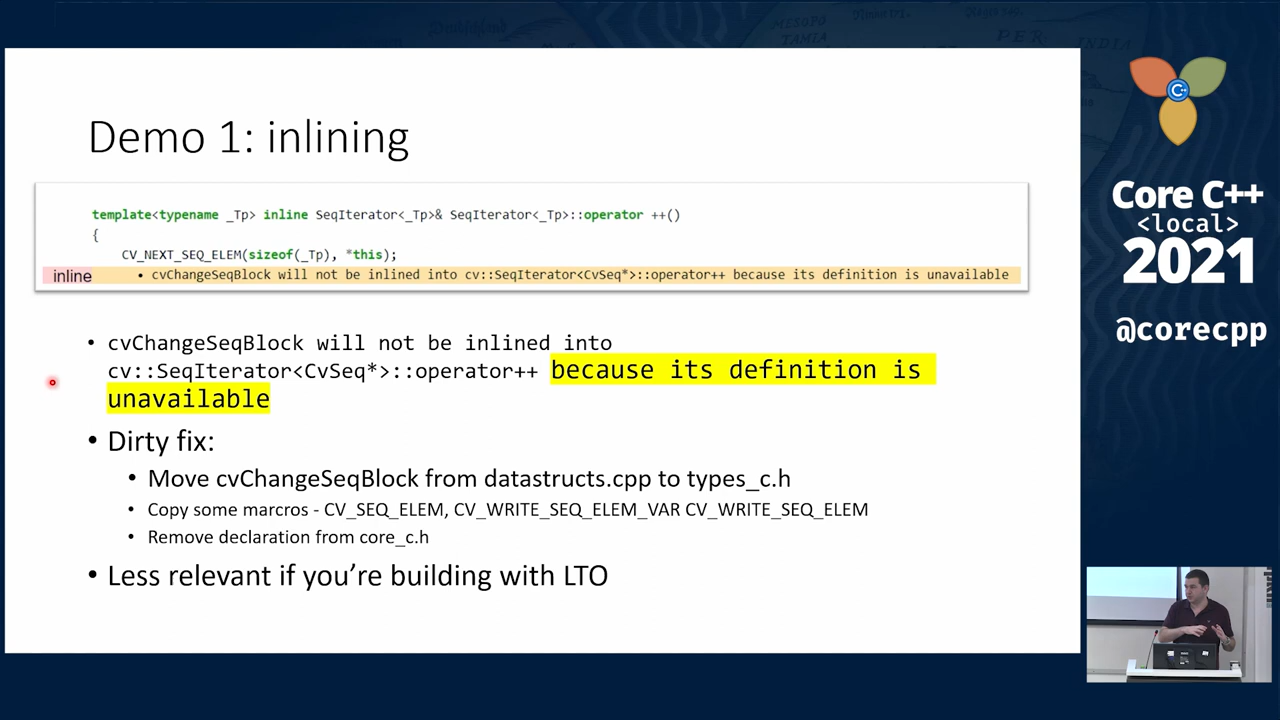 Demo 1: inlining
template<typename _Tp> inline SeqIterator<_Tp>& SeqIterator<_Tp>::operator ++()
{
CV_NEXT_SEQ_ELEM(sizeof(_Tp), *this);
inline • cvChangeSeqBlock will not be inlined into cv::SeqIterator<CvSeq*>::operator++ because its definition is unavailable
• cvChangeSeqBlock will not be inlined into
cv::SeqIterator<CvSeq*>::operator++ because its definition is
unavailable
• Dirty fix:
• Move cvChangeSeqBlock from datastructs.cpp to types_c.h
• Copy some marcros - CV_SEQ_ELEM, CV_WRITE_SEQ_ELEM_VAR CV_WRITE_SEQ_ELEM
• Remove declaration from core_c.h
• Less relevant if you’re building with LTO
C++
Core C++
<local>
2021
@corecpp
MESOPO
TAMIA
PER
INDIA